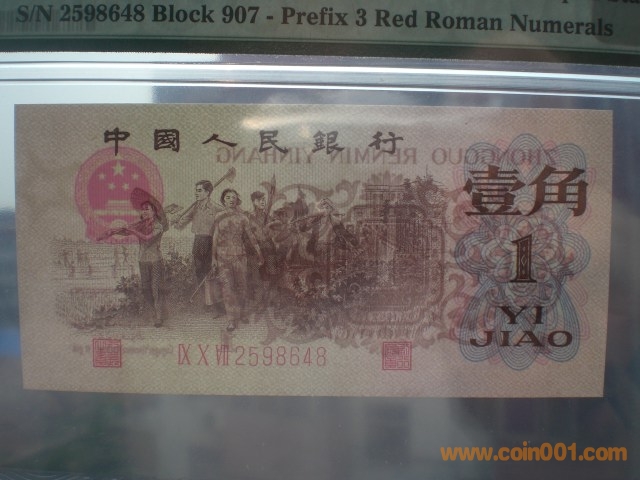 S/N 2598648 Block 907 - Prefix 3 Red Roman Numerals
中國人民銀行
ZHONGGUO RENMIN YINHANG
壹角
1
YI
JIAO
IX X VII 2598648
www.coin001.com